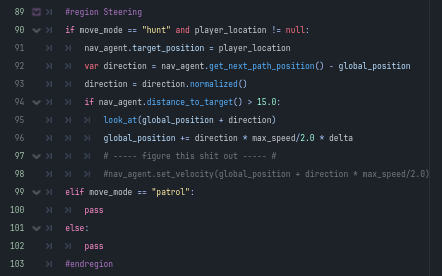 89 #region Steering
90 if move_mode == "hunt" and player_location != null:
91 nav_agent.target_position = player_location
92 var direction = nav_agent.get_next_path_position() - global_position
93 direction = direction.normalized()
94 if nav_agent.distance_to_target() > 15.0:
95 look_at(global_position + direction)
96 global_position += direction * max_speed/2.0 * delta
97 # ----- figure this shit out ----- #
98 #nav_agent.set_velocity(global_position + direction * max_speed/2.0)
99 elif move_mode == "patrol":
100 pass
101 else:
102 pass
103 #endregion